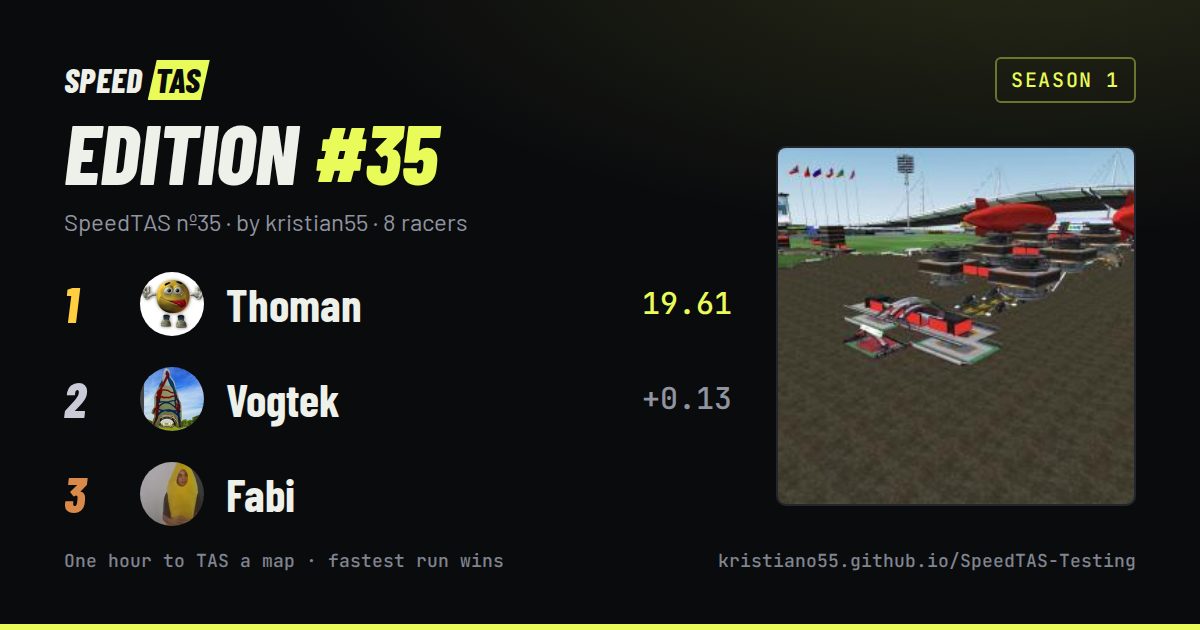 SPEED TAS
SEASON 1
EDITION #35
SpeedTAS nº35 · by kristian55 · 8 racers
1 Thoman 19.61
2 Vogtek +0.13
3 Fabi
One hour to TAS a map · fastest run wins
kristiano55.github.io/SpeedTAS-Testing